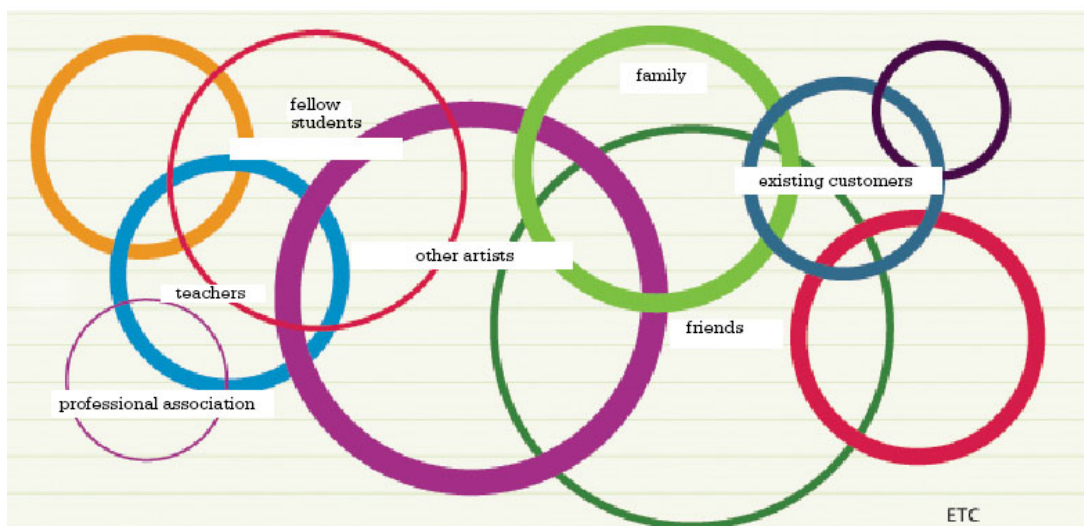 family
fellow
students
existing customers
other artists
teachers
friends
professional association
ETC